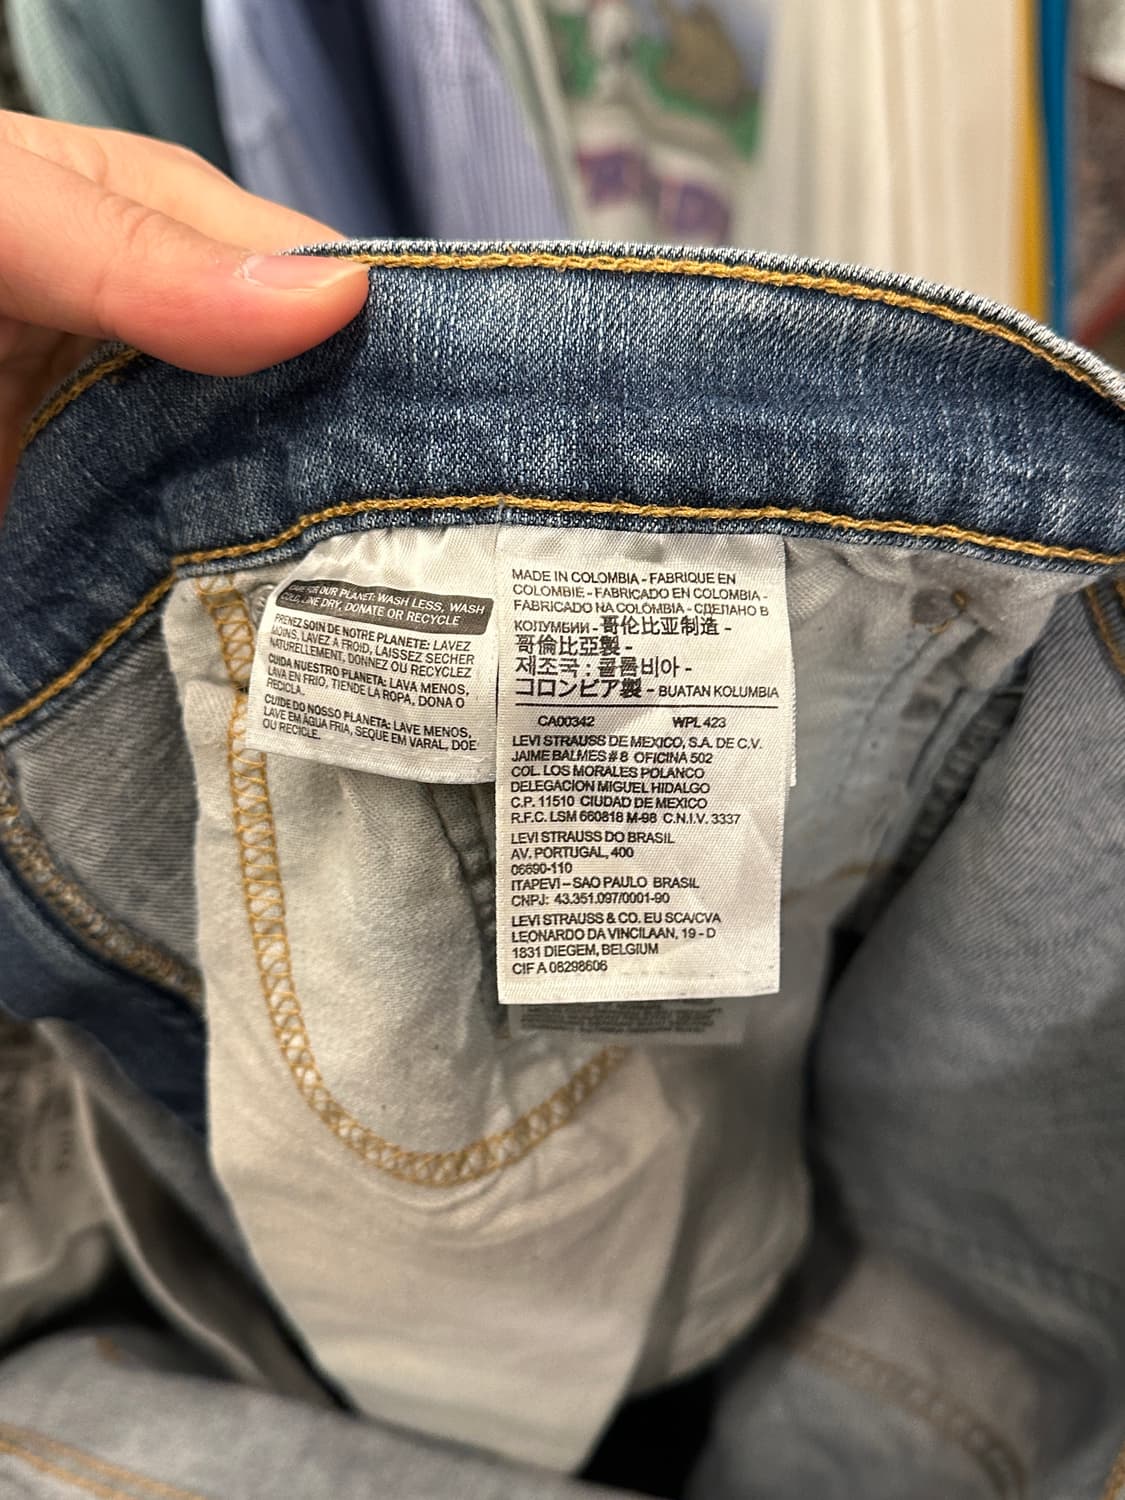 OUR PLANET: WASH LESS, WASH
COLD, LINE DRY, DONATE OR RECYCLE
PRENEZ SOIN DE NOTRE PLANETE: LAVEZ
MOINS, LAVEZ A FROID, LAISSEZ SECHER
NATURELLEMENT, DONNEZ OU RECYCLEZ
CUIDA NUESTRO PLANETA: LAVA MENOS,
LAVA EN FRIO, TIENDE LA ROPA, DONA O
RECICLA.
CUIDE DO NOSSO PLANETA: LAVE MENOS,
LAVE EM ÁGUA FRIA, SEQUE EM VARAL, DOE
OU RECICLE.
MADE IN COLOMBIA - FABRIQUE EN
COLOMBIE - FABRICADO EN COLOMBIA -
FABRICADO NA COLÔMBIA - СДЕЛАНО В
КОЛУМБИИ - 哥伦比亚制造 -
哥倫比亞製 -
제조국 : 콜롬비아 -
コロンビア製 - BUATAN KOLUMBIA
CA00342 WPL 423
LEVI STRAUSS DE MEXICO, S.A. DE C.V.
JAIME BALMES # 8 OFICINA 502
COL. LOS MORALES POLANCO
DELEGACION MIGUEL HIDALGO
C.P. 11510 CIUDAD DE MEXICO
R.F.C. LSM 660818 M-98 C.N.I.V. 3337
LEVI STRAUSS DO BRASIL
AV. PORTUGAL, 400
06690-110
ITAPEVI – SAO PAULO BRASIL
CNPJ: 43.351.097/0001-90
LEVI STRAUSS & CO. EU SCA/CVA
LEONARDO DA VINCILAAN, 19 - D
1831 DIEGEM, BELGIUM
CIF A 08298606